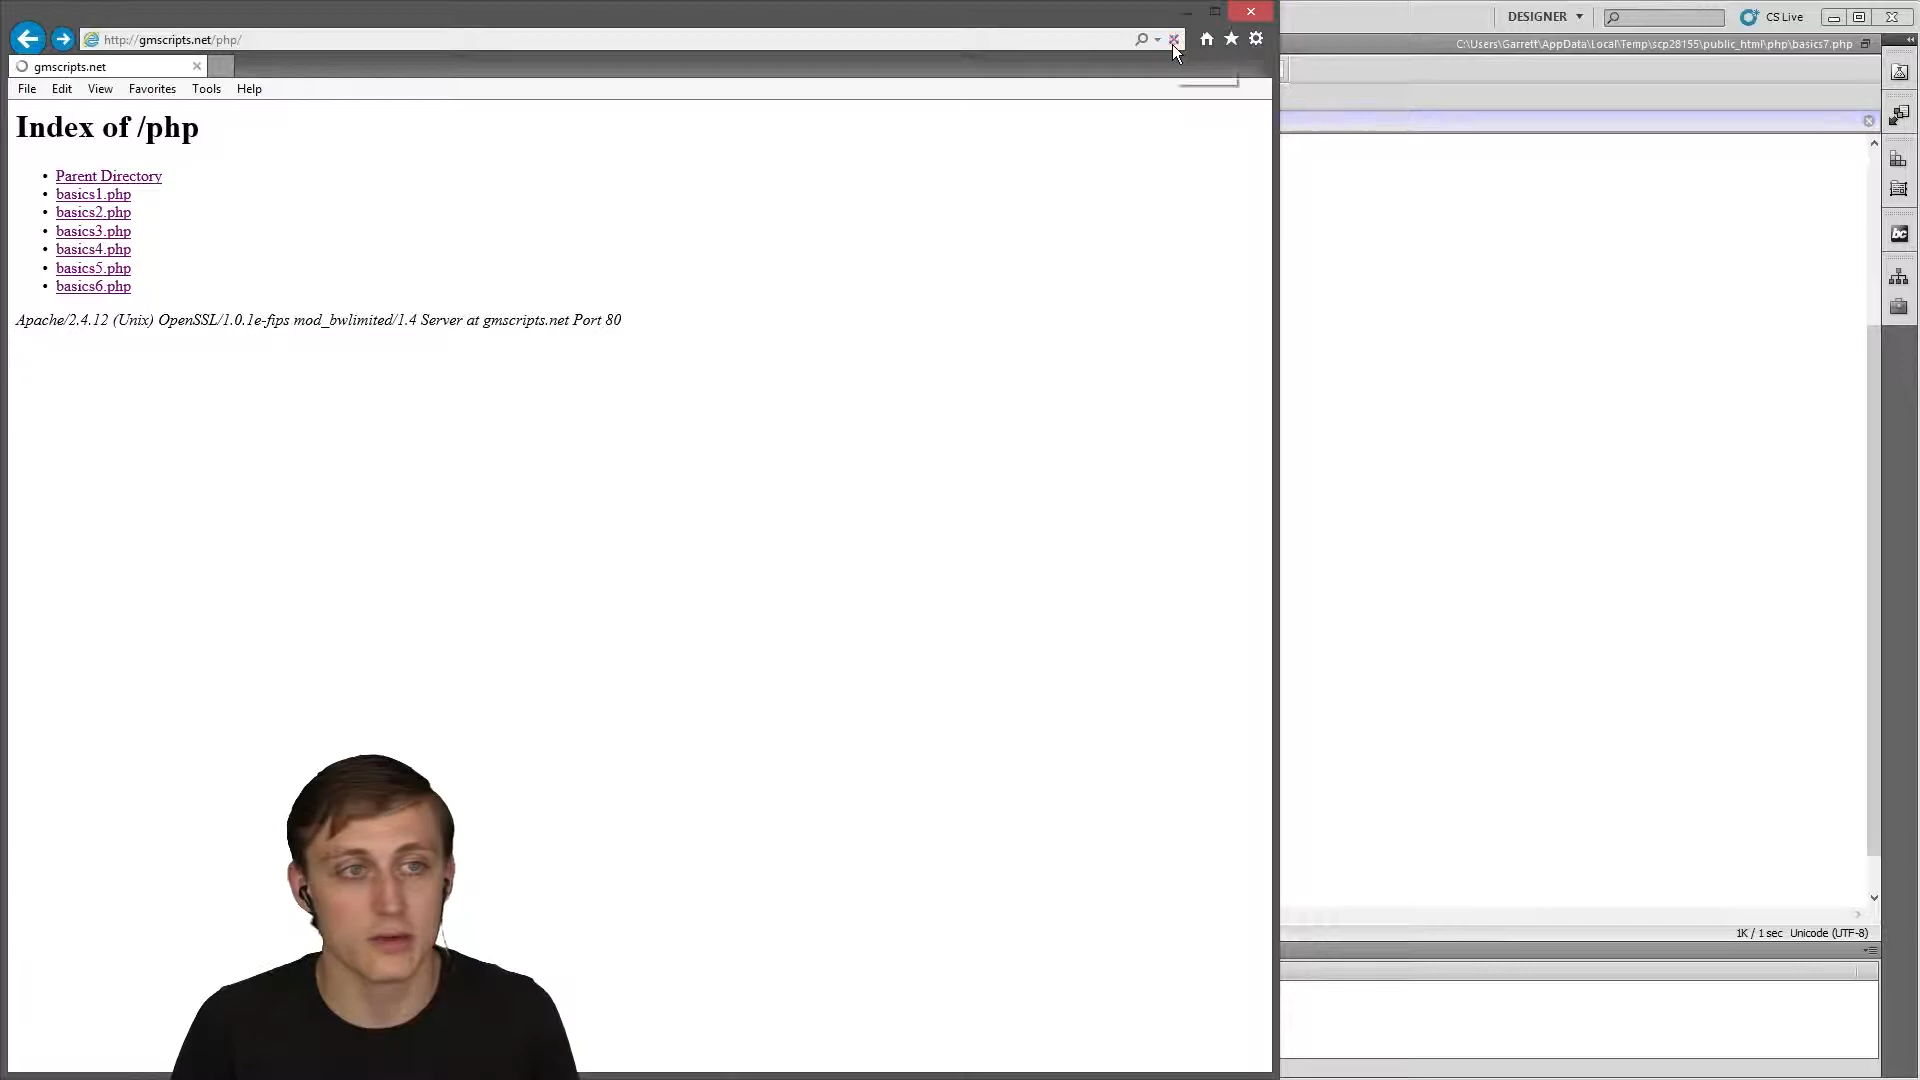 DESIGNER
CS Live
http://gmscripts.net/php/
C:\Users\Garrett\AppData\Local\Temp\scp28155\public_html\php\basics7.php
gmscripts.net
File Edit View Favorites Tools Help
Index of /php
Parent Directory
basics1.php
basics2.php
basics3.php
basics4.php
basics5.php
basics6.php
Apache/2.4.12 (Unix) OpenSSL/1.0.1e-fips mod_bwlimited/1.4 Server at gmscripts.net Port 80
bc
1K / 1 sec Unicode (UTF-8)